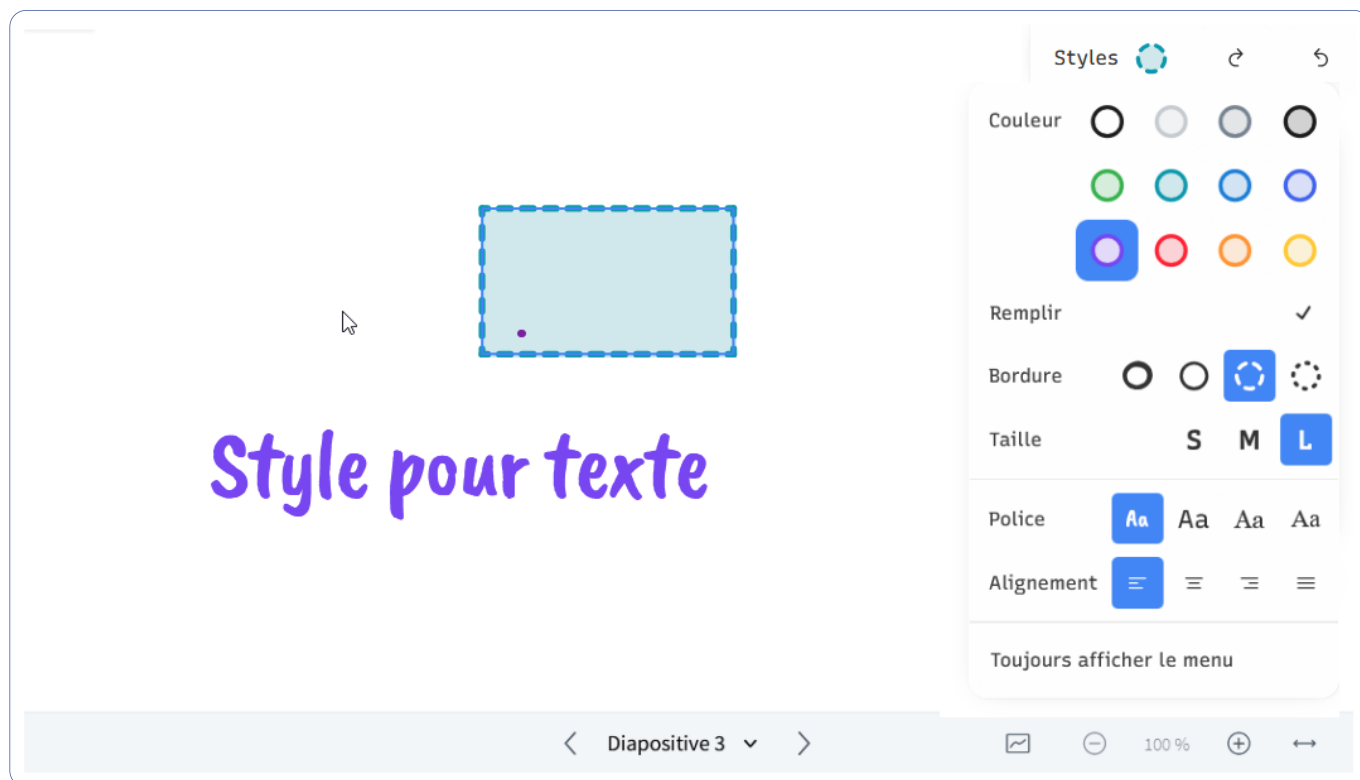 Styles
Couleur
Remplir
Bordure
Taille S M L
Police Aa Aa Aa Aa
Alignement
Toujours afficher le menu
Style pour texte
Diapositive 3
100 %